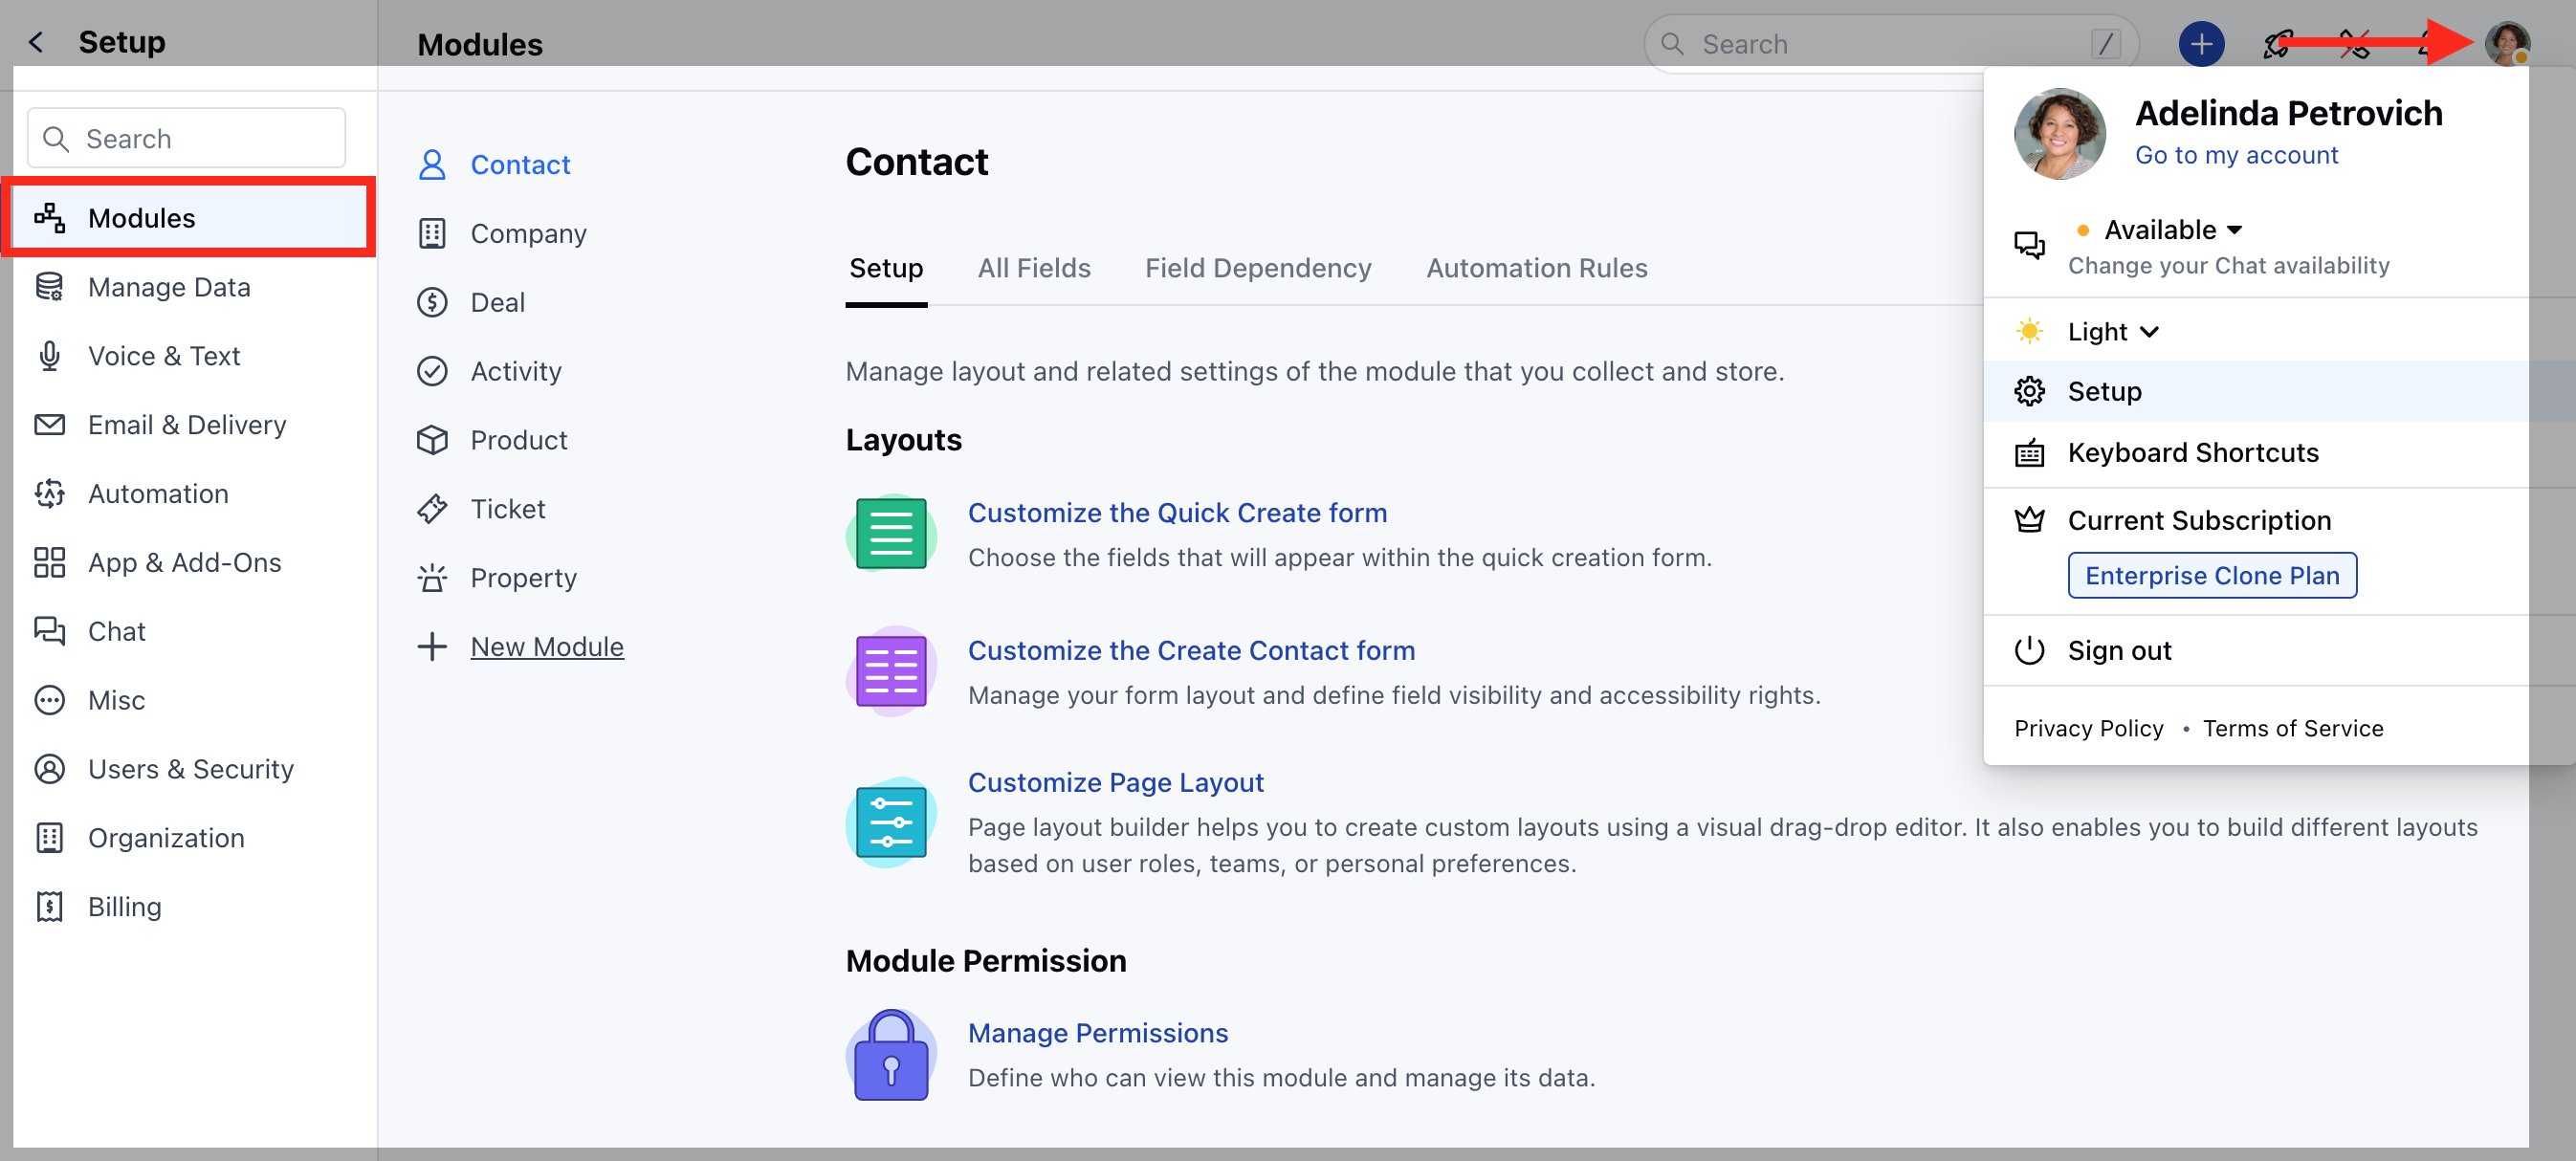 Setup
Modules
Search
/
Search
Modules
Manage Data
Voice & Text
Email & Delivery
Automation
App & Add-Ons
Chat
Misc
Users & Security
Organization
Billing
Contact
Company
Deal
Activity
Product
Ticket
Property
New Module
Contact
Setup
All Fields
Field Dependency
Automation Rules
Manage layout and related settings of the module that you collect and store.
Layouts
Customize the Quick Create form
Choose the fields that will appear within the quick creation form.
Customize the Create Contact form
Manage your form layout and define field visibility and accessibility rights.
Customize Page Layout
Page layout builder helps you to create custom layouts using a visual drag-drop editor. It also enables you to build different layouts
based on user roles, teams, or personal preferences.
Module Permission
Manage Permissions
Define who can view this module and manage its data.
Adelinda Petrovich
Go to my account
Available
Change your Chat availability
Light
Setup
Keyboard Shortcuts
Current Subscription
Enterprise Clone Plan
Sign out
Privacy Policy • Terms of Service